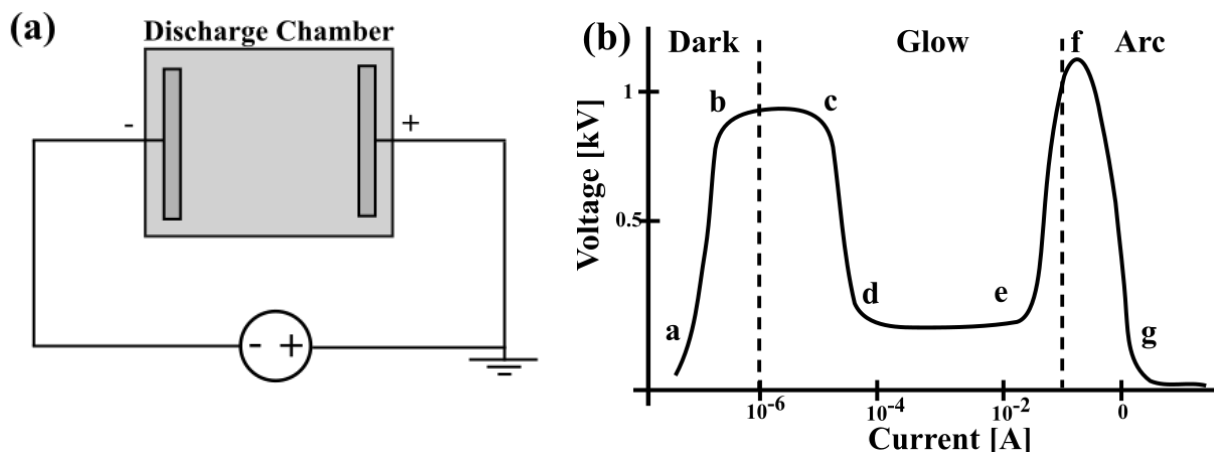 (a)
Discharge Chamber
-
+
- +
(b)
Dark
Glow
Arc
Voltage [kV]
1
0.5
a
b
c
d
e
f
g
10-6
10-4
10-2
0
Current [A]